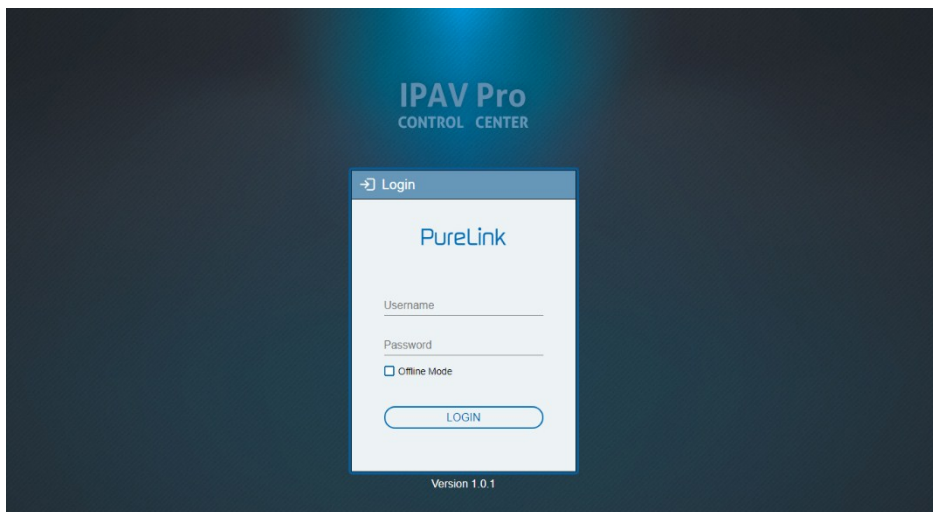 IPAV Pro
CONTROL CENTER
Login
PureLink
Username
Password
Offline Mode
LOGIN
Version 1.0.1